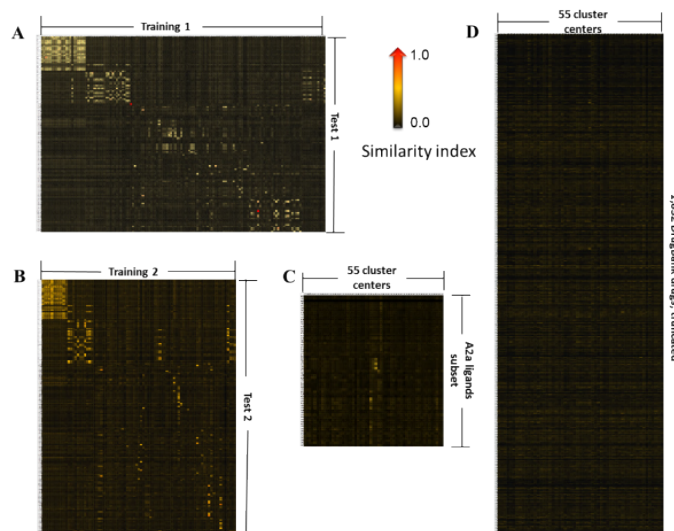 A
Training 1
Test 1
1.0
0.0
Similarity index
B
Training 2
Test 2
C
55 cluster
centers
A2a ligands
subset
D
55 cluster
centers
drugs,